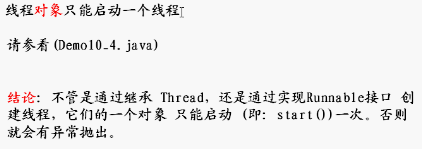 线程对象只能启动一个线程
请参看(Demo10-4.java)
结论：不管是通过继承 Thread，还是通过实现Runnable接口 创
建线程，它们的一个对象 只能启动 (即：start())一次。否则
就会有异常抛出。